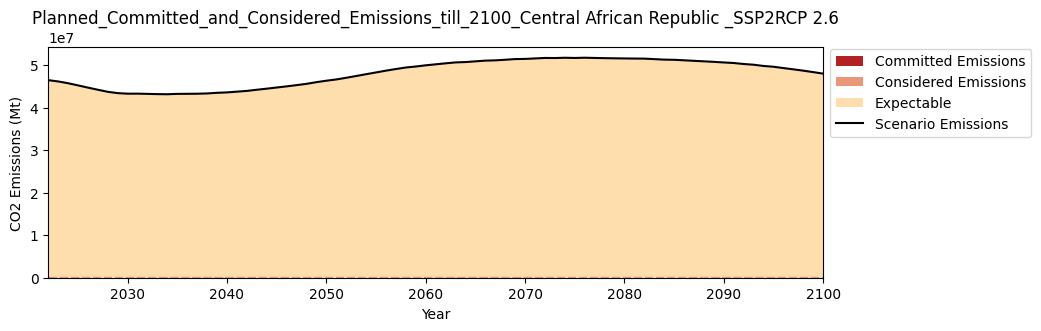 Planned_Committed_and_Considered_Emissions_till_2100_Central African Republic _SSP2RCP 2.6
1e7
5
4
3
2
1
0
CO2 Emissions (Mt)
2030 2040 2050 2060 2070 2080 2090 2100
Year
Committed Emissions
Considered Emissions
Expectable
Scenario Emissions